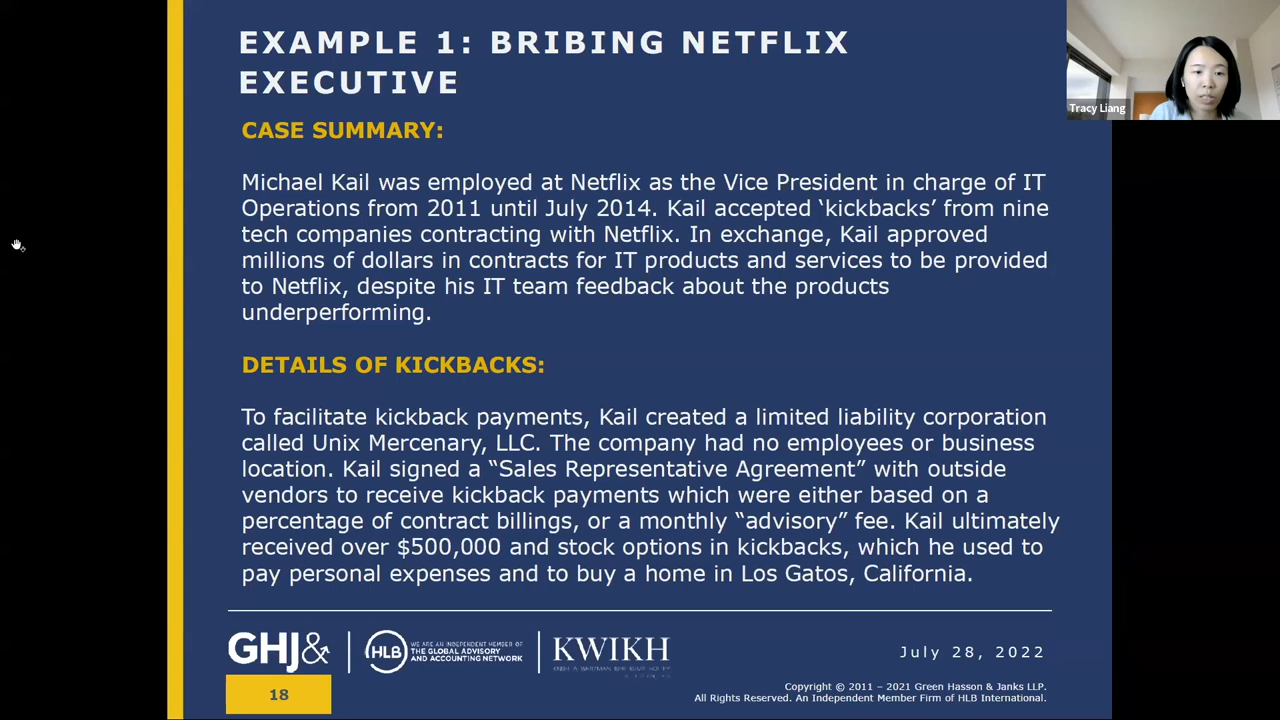 EXAMPLE 1: BRIBING NETFLIX
EXECUTIVE
Tracy Liang
CASE SUMMARY:
Michael Kail was employed at Netflix as the Vice President in charge of IT
Operations from 2011 until July 2014. Kail accepted ‘kickbacks’ from nine
tech companies contracting with Netflix. In exchange, Kail approved
millions of dollars in contracts for IT products and services to be provided
to Netflix, despite his IT team feedback about the products
underperforming.
DETAILS OF KICKBACKS:
To facilitate kickback payments, Kail created a limited liability corporation
called Unix Mercenary, LLC. The company had no employees or business
location. Kail signed a “Sales Representative Agreement” with outside
vendors to receive kickback payments which were either based on a
percentage of contract billings, or a monthly “advisory” fee. Kail ultimately
received over $500,000 and stock options in kickbacks, which he used to
pay personal expenses and to buy a home in Los Gatos, California.
GHJ&
HLB
WE ARE AN INDEPENDENT MEMBER OF
THE GLOBAL ADVISORY
AND ACCOUNTING NETWORK
KWIKH
July 28, 2022
18
Copyright © 2011 – 2021 Green Hasson & Janks LLP.
All Rights Reserved. An Independent Member Firm of HLB International.